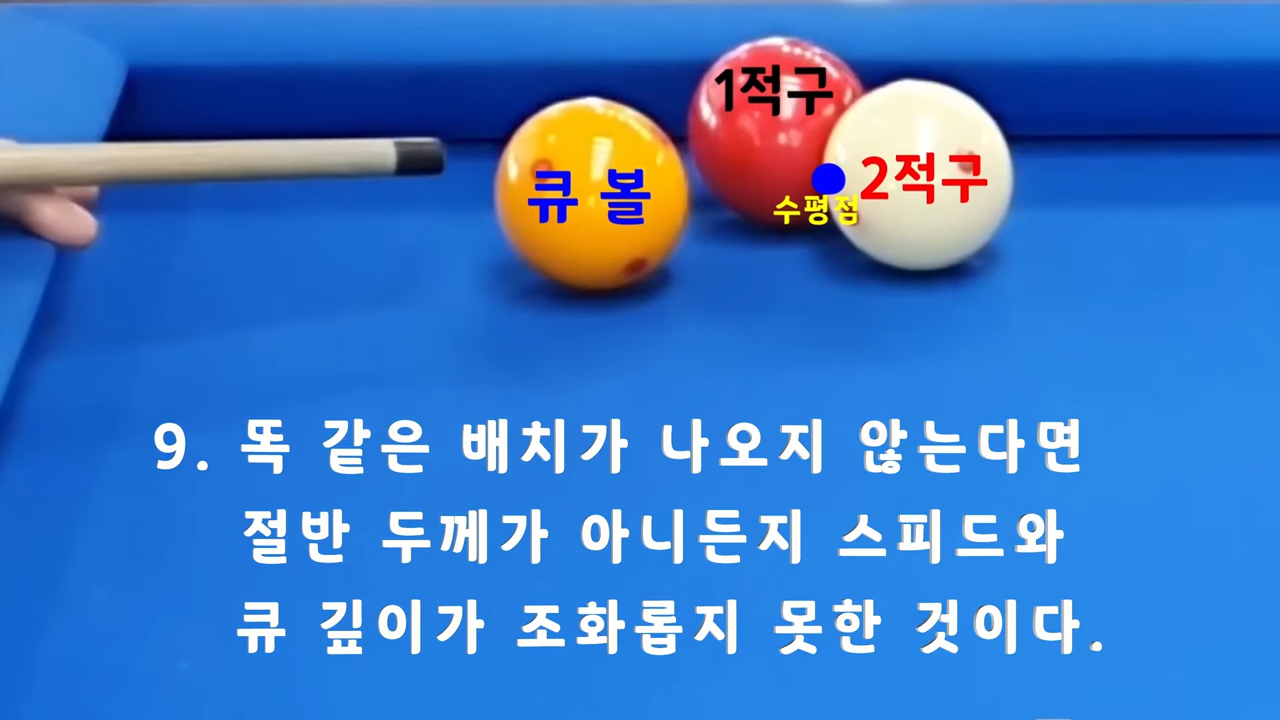 1적구
큐 볼
2적구
수평점
9. 똑 같은 배치가 나오지 않는다면
절반 두께가 아니든지 스피드와
큐 깊이가 조화롭지 못한 것이다.